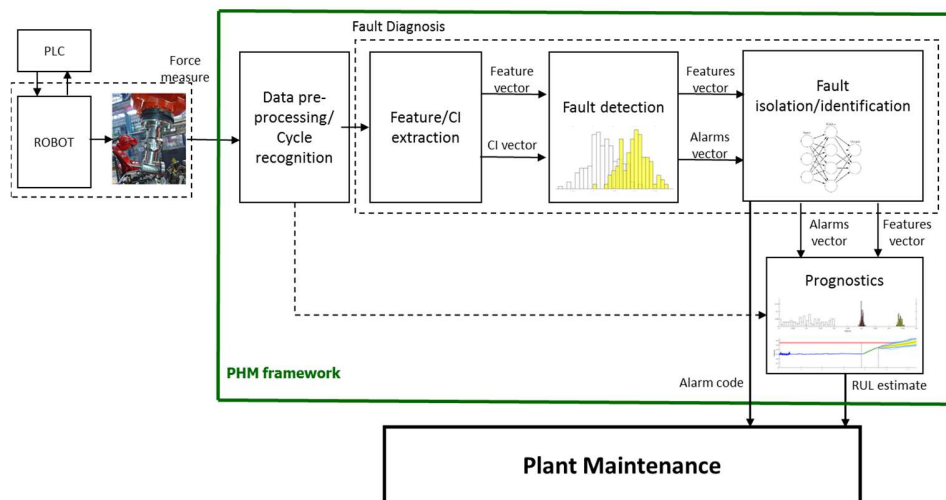 Fault Diagnosis
PLC
Force
measure
ROBOT
Data pre-
processing/
Cycle
recognition
Feature/CI
extraction
Feature
vector
CI vector
Fault detection
Features
vector
Alarms
vector
Fault
isolation/identification
Alarms
vector
Features
vector
Prognostics
PHM framework
Alarm code
RUL estimate
Plant Maintenance